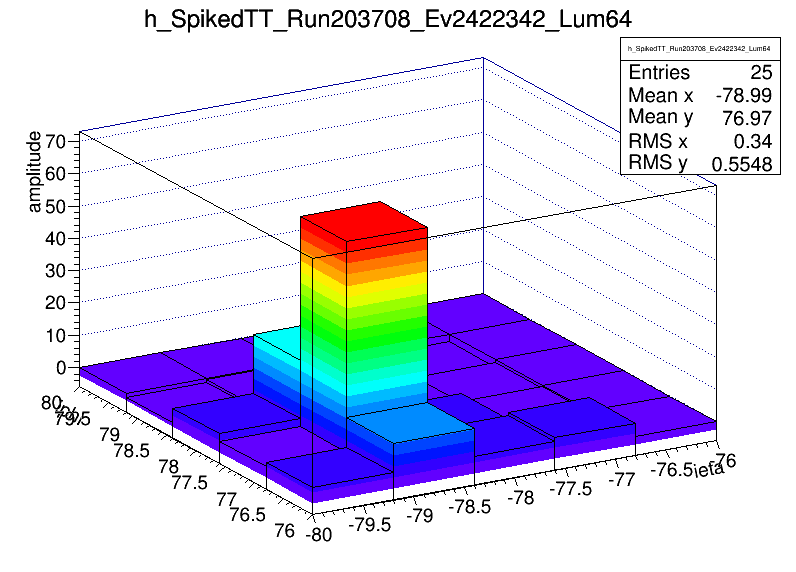 h_SpikedTT_Run203708_Ev2422342_Lum64
h_SpikedTT_Run203708_Ev2422342_Lum64
Entries 25
Mean x -78.99
Mean y 76.97
RMS x 0.34
RMS y 0.5548
amplitude
70
60
50
40
30
20
10
0
80
79.5
79
78.5
78
77.5
77
76.5
76
-80
-79.5
-79
-78.5
-78
-77.5
-77
-76.5
ieta
-76